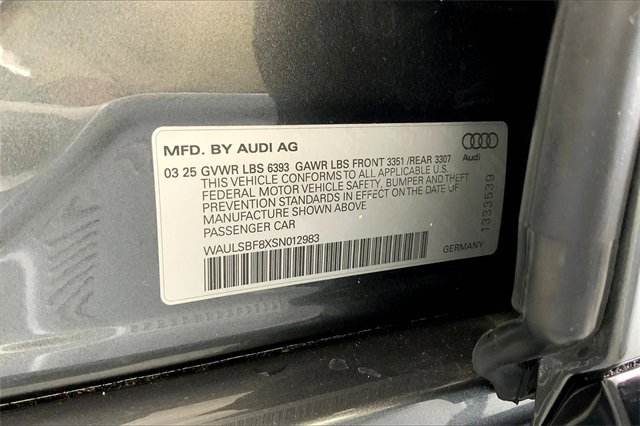 MFD. BY AUDI AG
Audi
03 25 GVWR LBS 6393 GAWR LBS FRONT 3351 /REAR 3307
THIS VEHICLE CONFORMS TO ALL APPLICABLE U.S.
FEDERAL MOTOR VEHICLE SAFETY, BUMPER AND THEFT
PREVENTION STANDARDS IN EFFECT ON THE DATE OF
MANUFACTURE SHOWN ABOVE
PASSENGER CAR
WAULSBF8XSN012983
GERMANY
1333539